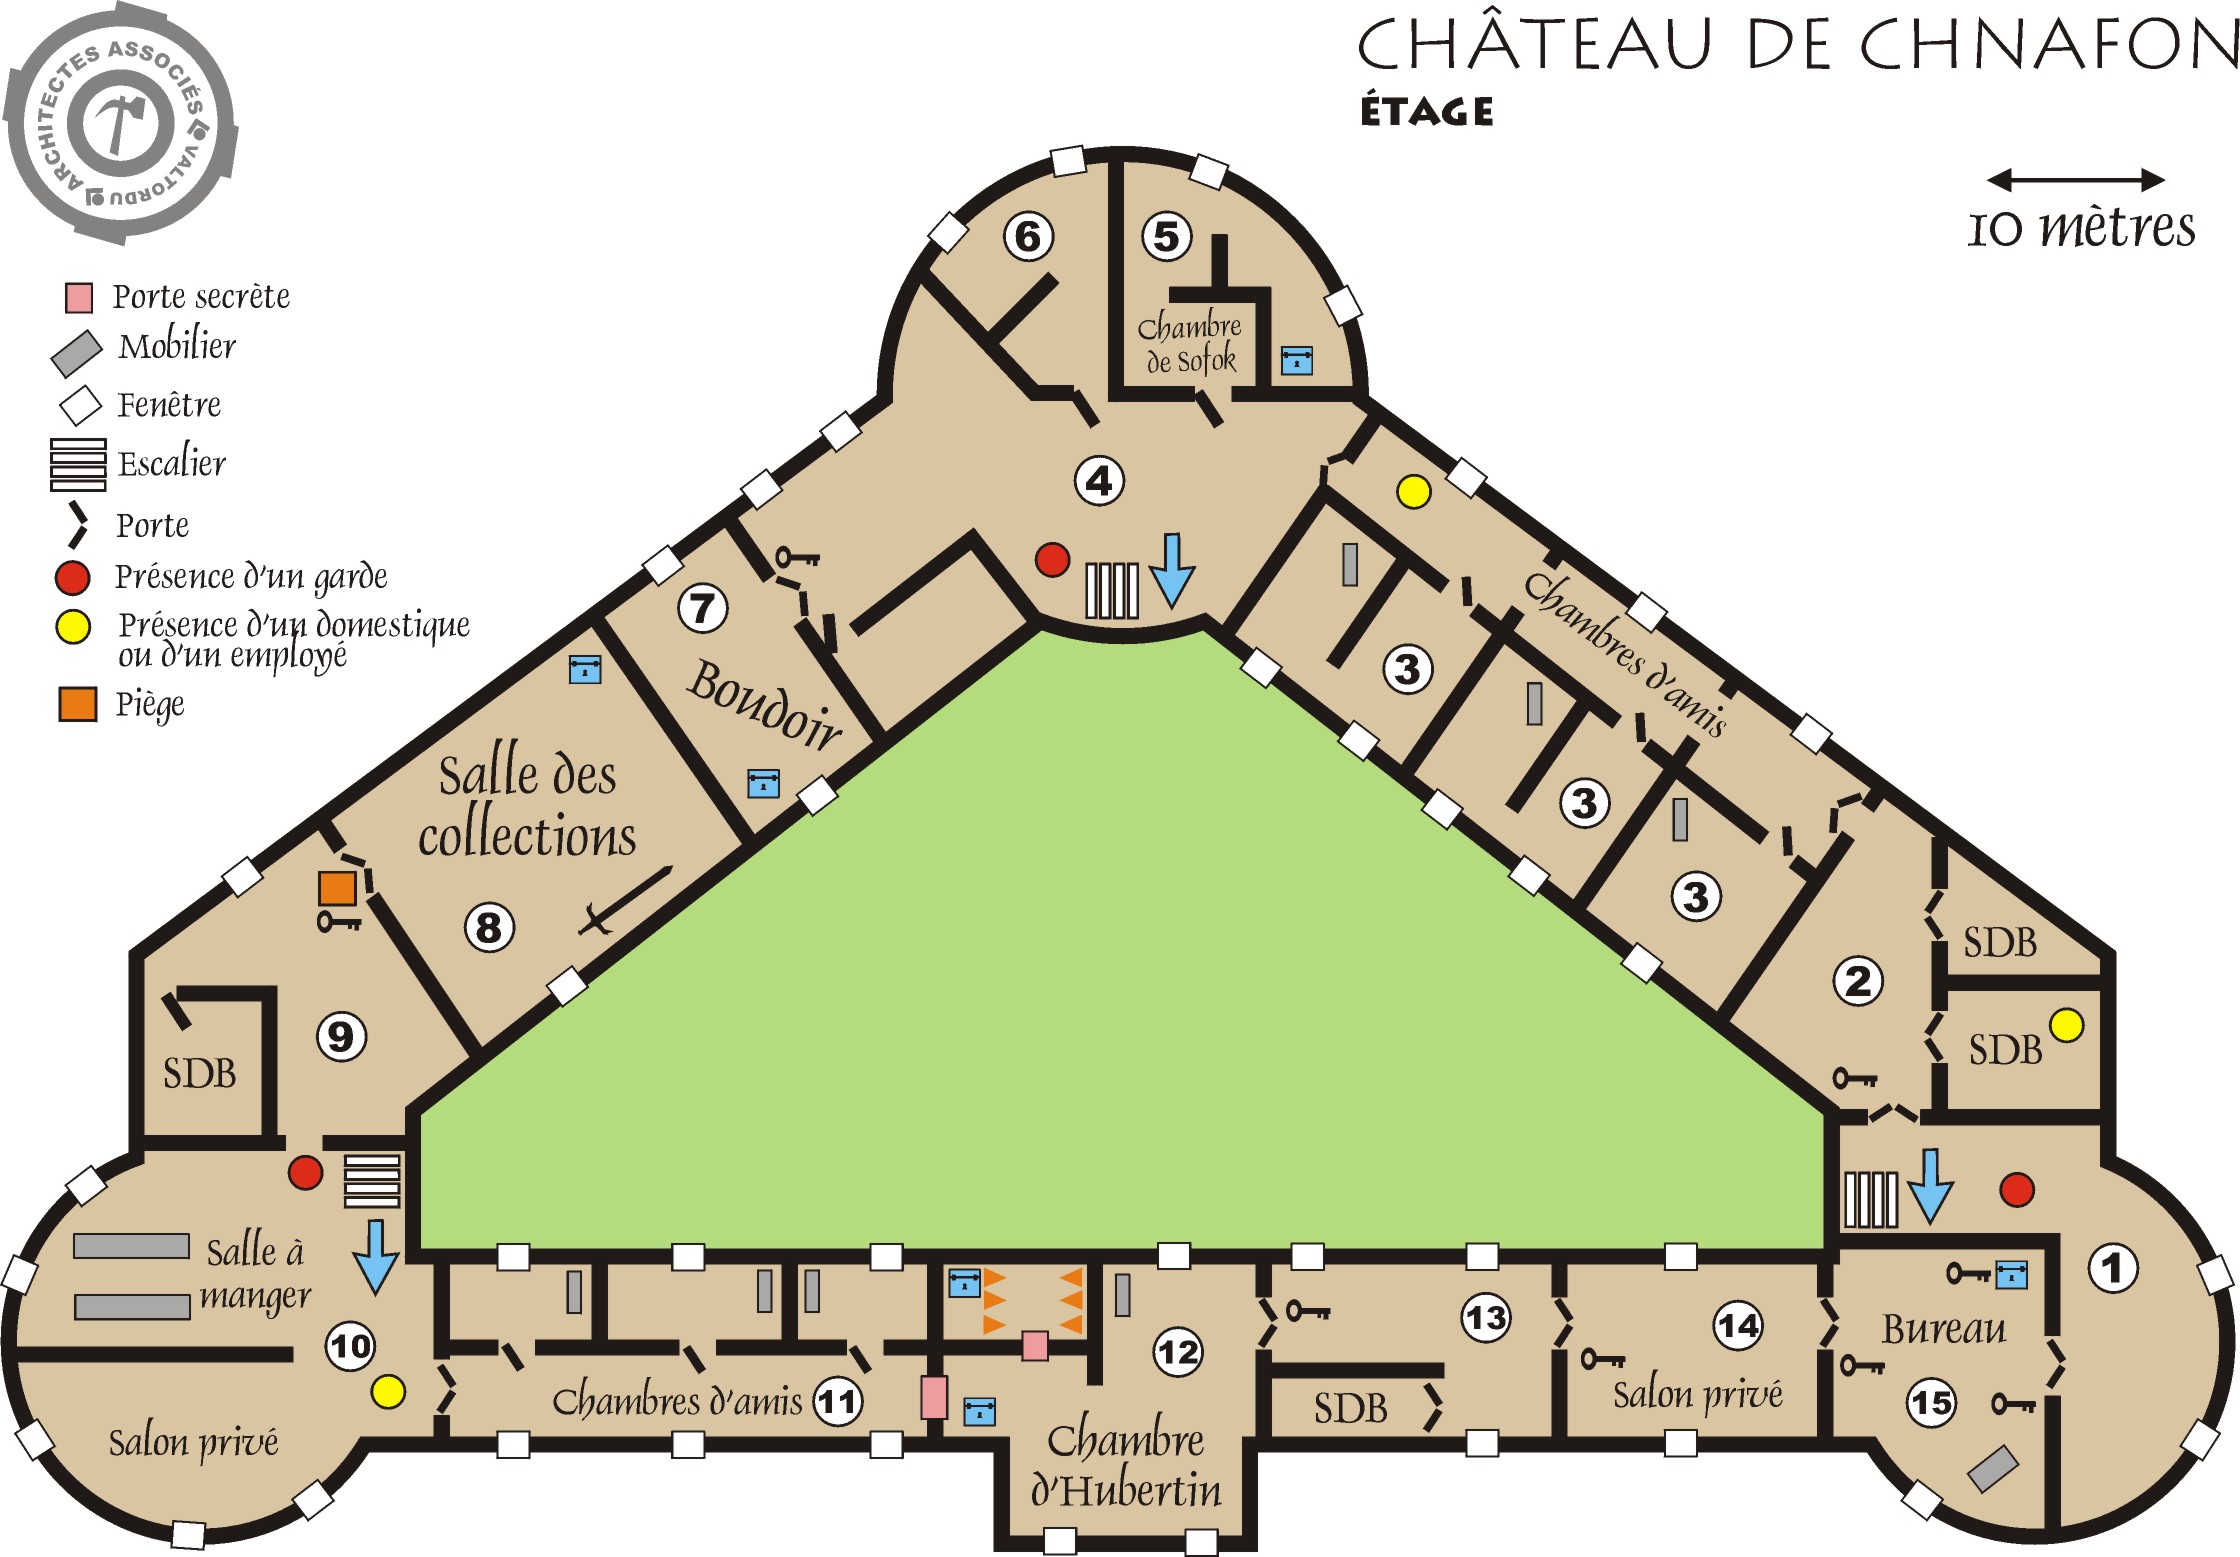 CHÂTEAU DE CHNAFON
ÉTAGE
10 mètres
ARCHITECTES ASSOCIÉS
VALTORDU
Porte secrète
Mobilier
Fenêtre
Escalier
Porte
Présence d'un garde
Présence d'un domestique
ou d'un employé
Piège
6
5
Chambre
de Sofok
4
7
Boudoir
3
Chambres d'amis
3
3
Salle des
collections
8
2
SDB
SDB
9
SDB
Salle à
manger
10
Salon privé
Chambres d'amis
11
12
Chambre
d'Hubertin
13
SDB
14
Salon privé
Bureau
15
1